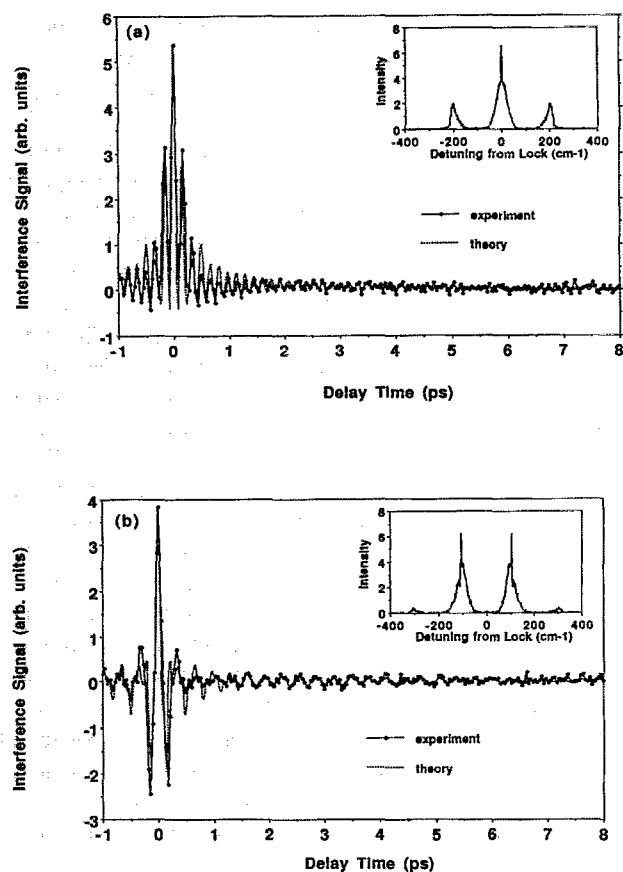 (a)
Interference Signal (arb. units)
6
5
4
3
2
1
0
-1
-1 0 1 2 3 4 5 6 7 8
Delay Time (ps)
Intensity
8
6
4
2
0
-400 -200 0 200 400
Detuning from Lock (cm-1)
experiment
theory
(b)
Interference Signal (arb. units)
4
3
2
1
0
-1
-2
-3
-1 0 1 2 3 4 5 6 7 8
Delay Time (ps)
Intensity
8
6
4
2
0
-400 -200 0 200 400
Detuning from Lock (cm-1)
experiment
theory